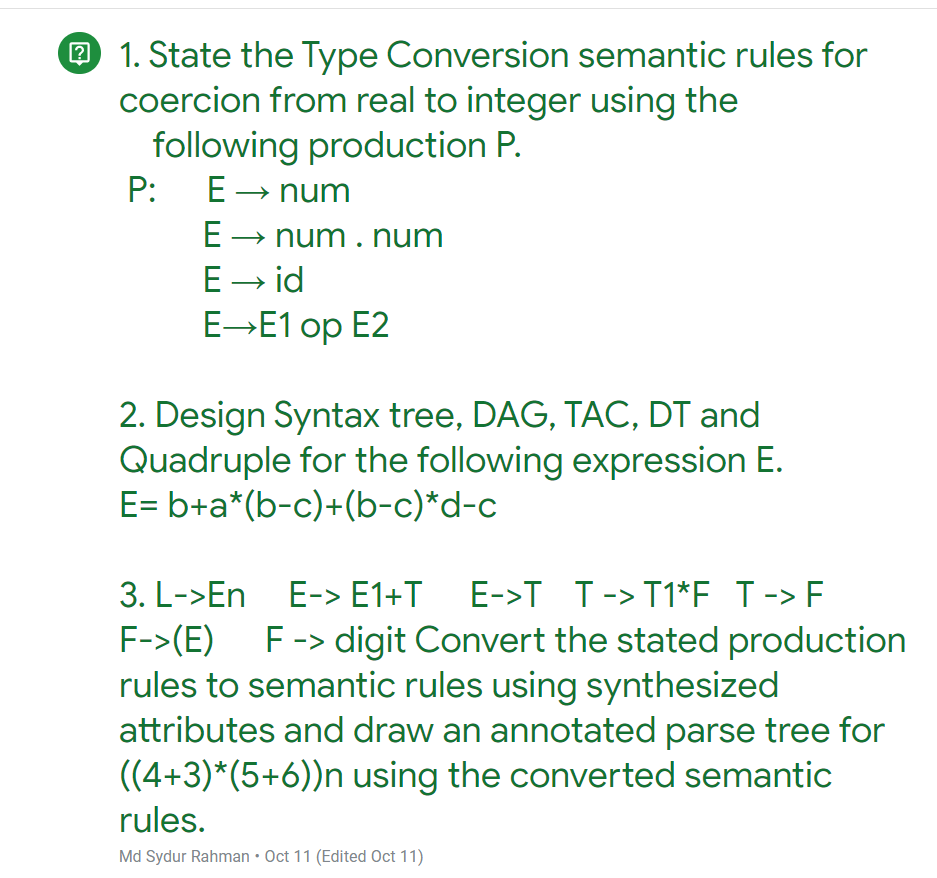 1. State the Type Conversion semantic rules for
coercion from real to integer using the
following production P.
P: E → num
E → num . num
E → id
E→E1 op E2
2. Design Syntax tree, DAG, TAC, DT and
Quadruple for the following expression E.
E= b+a*(b-c)+(b-c)*d-c
3. L->En E-> E1+T E->T T -> T1*F T -> F
F->(E) F -> digit Convert the stated production
rules to semantic rules using synthesized
attributes and draw an annotated parse tree for
((4+3)*(5+6))n using the converted semantic
rules.
Md Sydur Rahman • Oct 11 (Edited Oct 11)